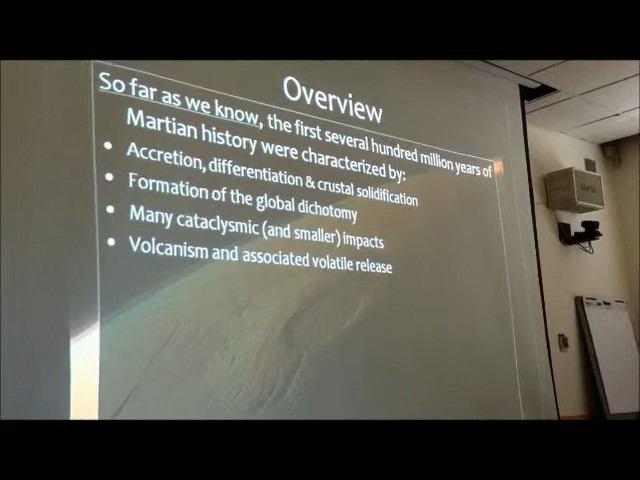 Overview
So far as we know, the first several hundred million years of
Martian history were characterized by:
• Accretion, differentiation & crustal solidification
• Formation of the global dichotomy
• Many cataclysmic (and smaller) impacts
• Volcanism and associated volatile release